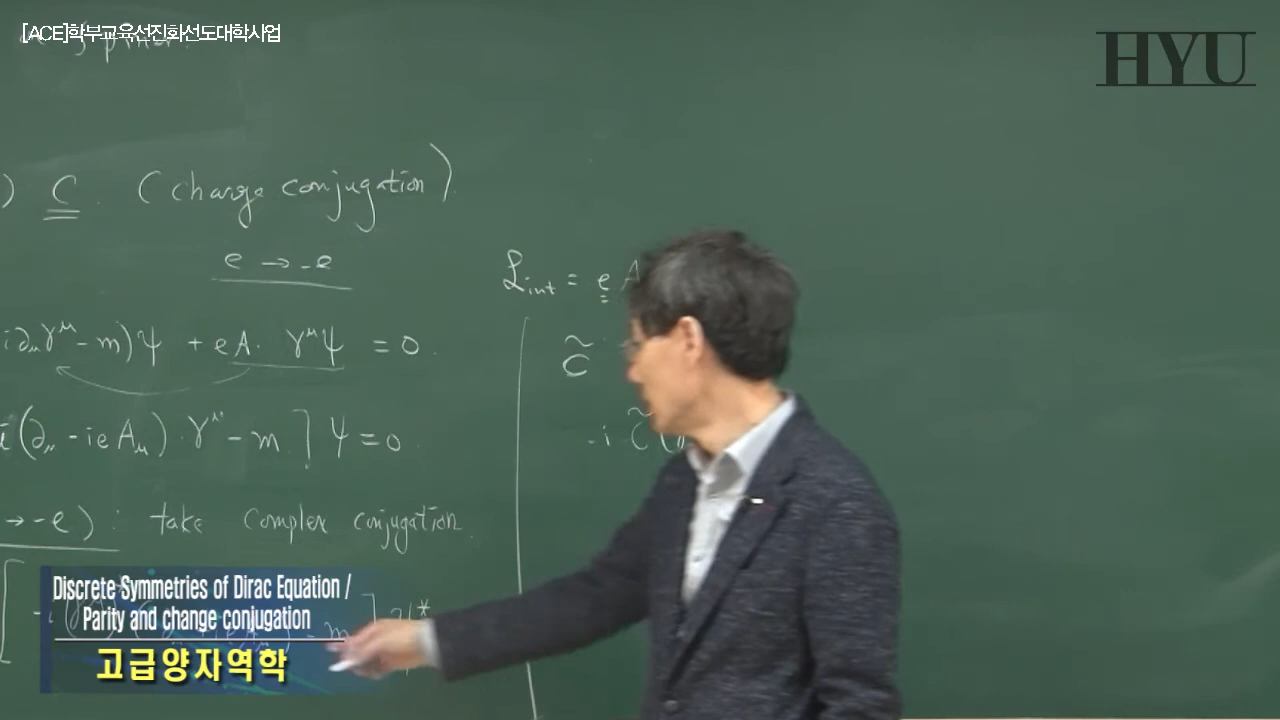 [ACE]학부교육선진화선도대학사업
HYU
) C. (charge conjugation)
e → -e
i∂μγ^μ - m)ψ + eA· γ^μψ = 0.
i(∂μ - ieAμ)·γ^μ - m]ψ = 0.
→ -e) : take complex conjugation.
ℒint = e A
C̃
-i C̃ (
Discrete Symmetries of Dirac Equation /
Parity and change conjugation
고급양자역학